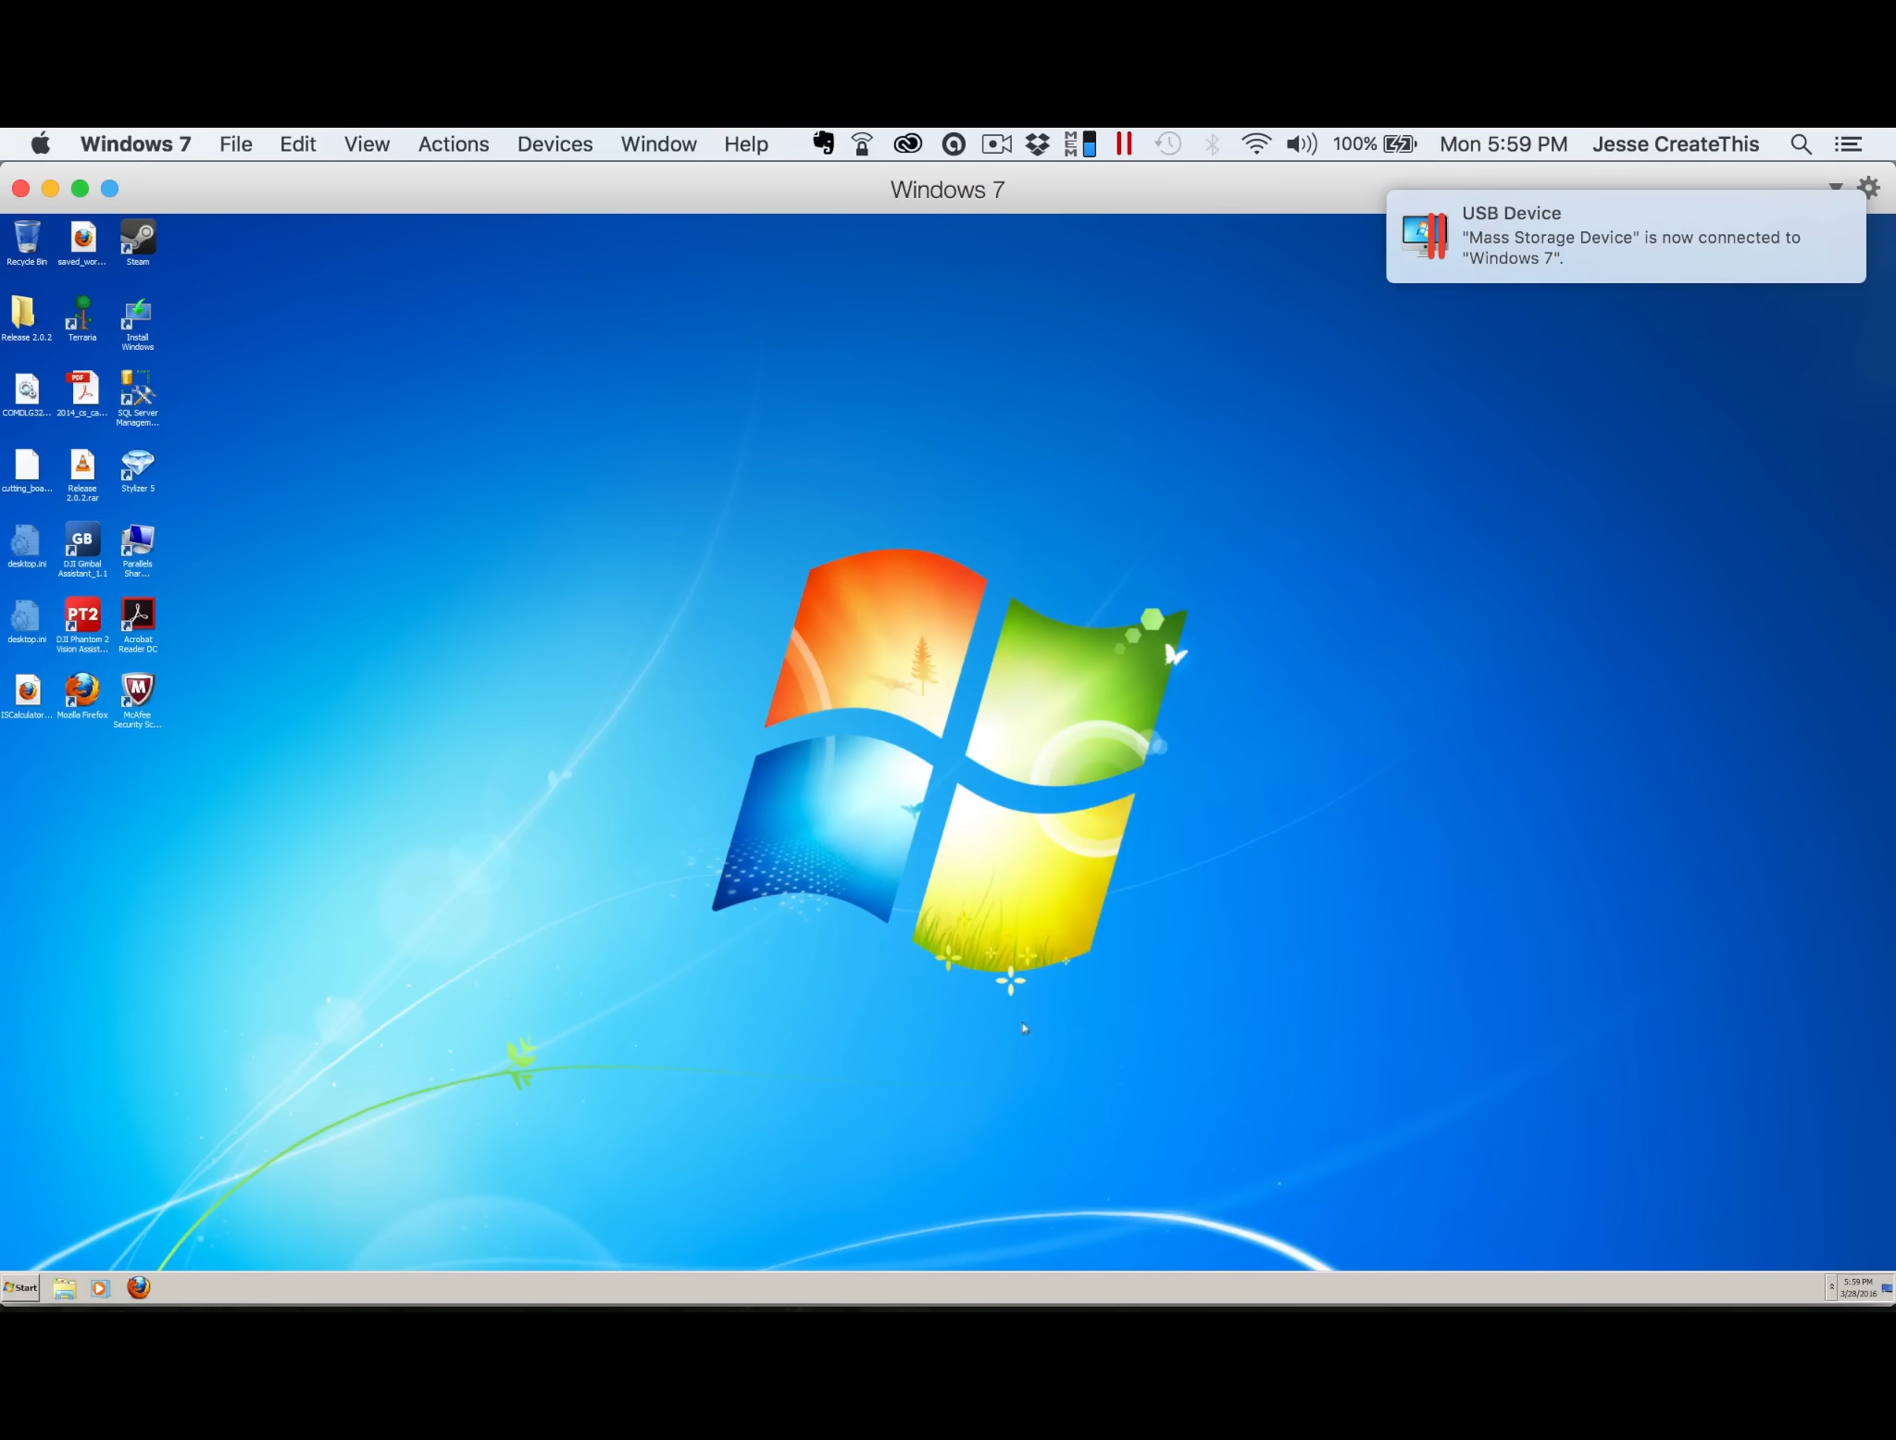 Windows 7 File Edit View Actions Devices Window Help MEM 100% Mon 5:59 PM Jesse CreateThis
Windows 7
USB Device
"Mass Storage Device" is now connected to
"Windows 7".
Recycle Bin saved_wor... Steam
Release 2.0.2 Terraria Install
Windows
PDF
COMDLG32... 2014_cs_ca... SQL Server
Managem...
cutting_boa... Release Stylizer 5
2.0.2.rar
GB
desktop.ini DJI Gimbal Parallels
Assistant_1.1 Shar...
PT2
desktop.ini DJI Phantom 2 Acrobat
Vision Assist... Reader DC
ISCalculator... Mozilla Firefox McAfee
Security Sc...
Start
5:59 PM
3/28/2016